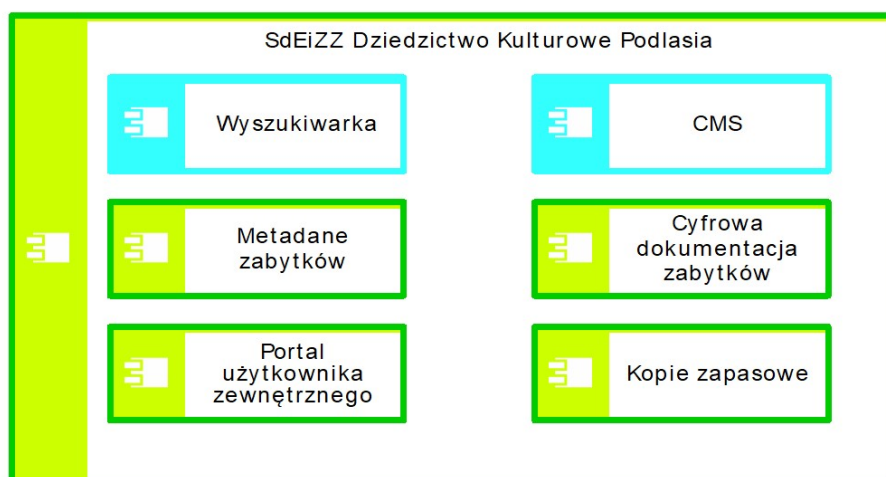 SdEiZZ Dziedzictwo Kulturowe Podlasia
Wyszukiwarka
CMS
Metadane
zabytków
Cyfrowa
dokumentacja
zabytków
Portal
użytkownika
zewnętrznego
Kopie zapasowe